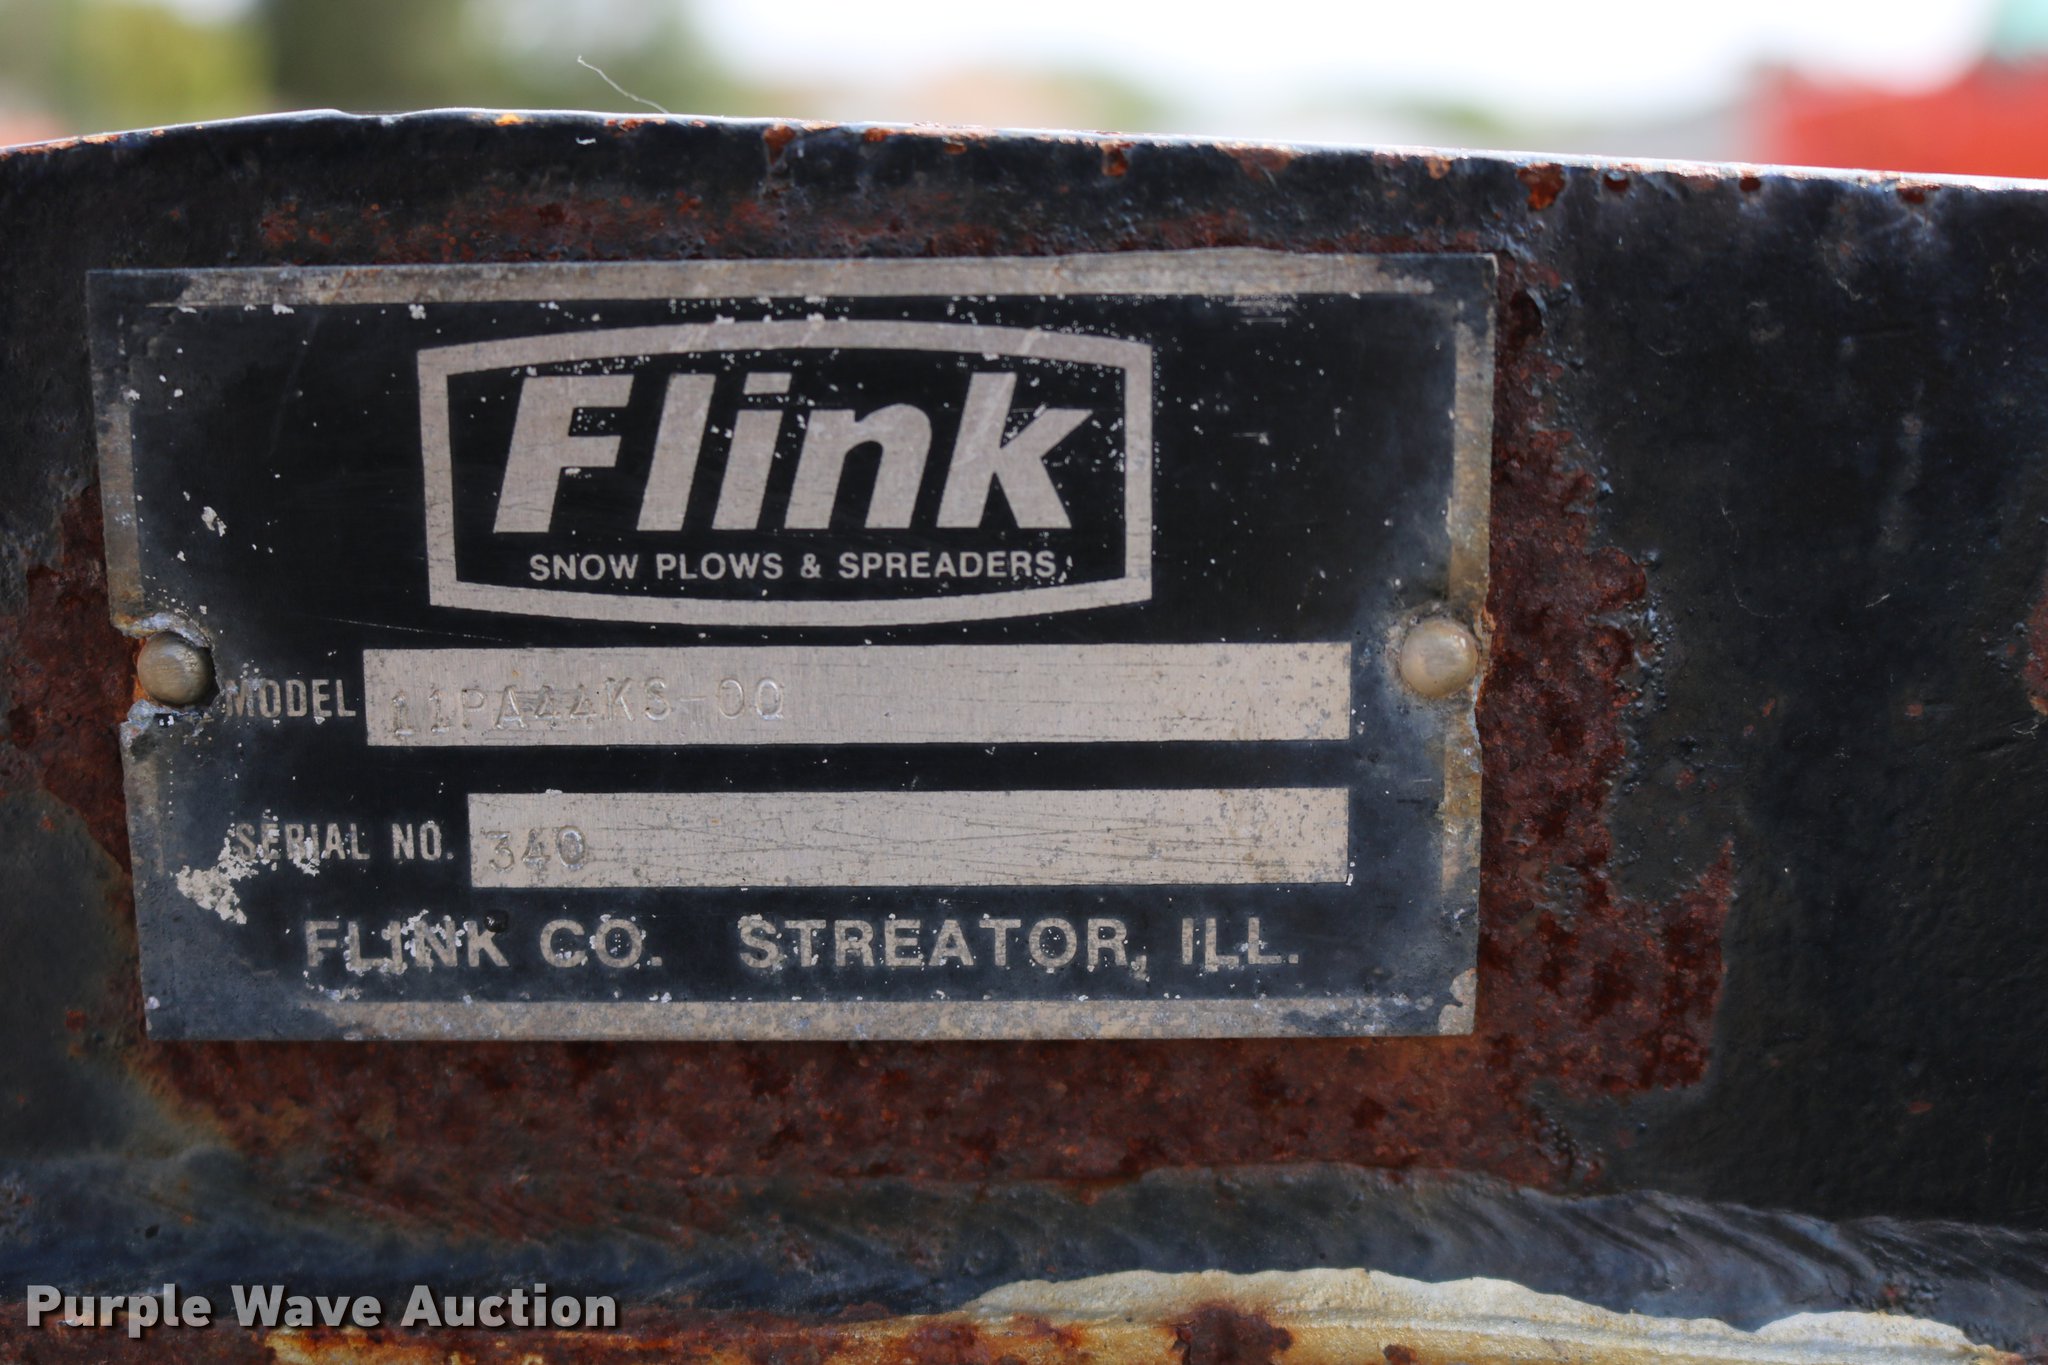 Flink
SNOW PLOWS & SPREADERS
MODEL 11PA44KS-00
SERIAL NO. 340
FLINK CO. STREATOR, ILL.
Purple Wave Auction